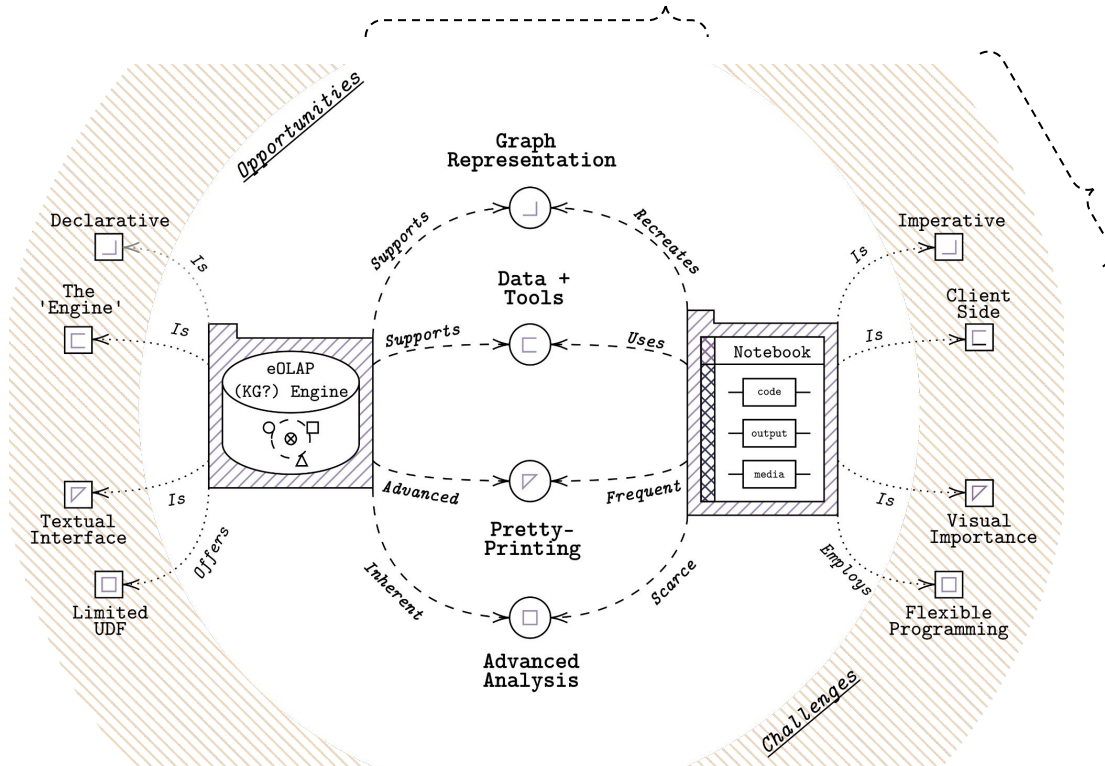 Opportunities
Graph
Representation
Declarative
Is
Supports
Recreates
Is
Imperative
The
'Engine'
Is
Data +
Tools
Supports
Uses
Is
Client
Side
eOLAP
(KG?) Engine
Notebook
code
output
media
Textual
Interface
Is
Advanced
Frequent
Pretty-
Printing
Is
Visual
Importance
Limited
UDF
Offers
Inherent
Scarce
Employs
Flexible
Programming
Advanced
Analysis
Challenges